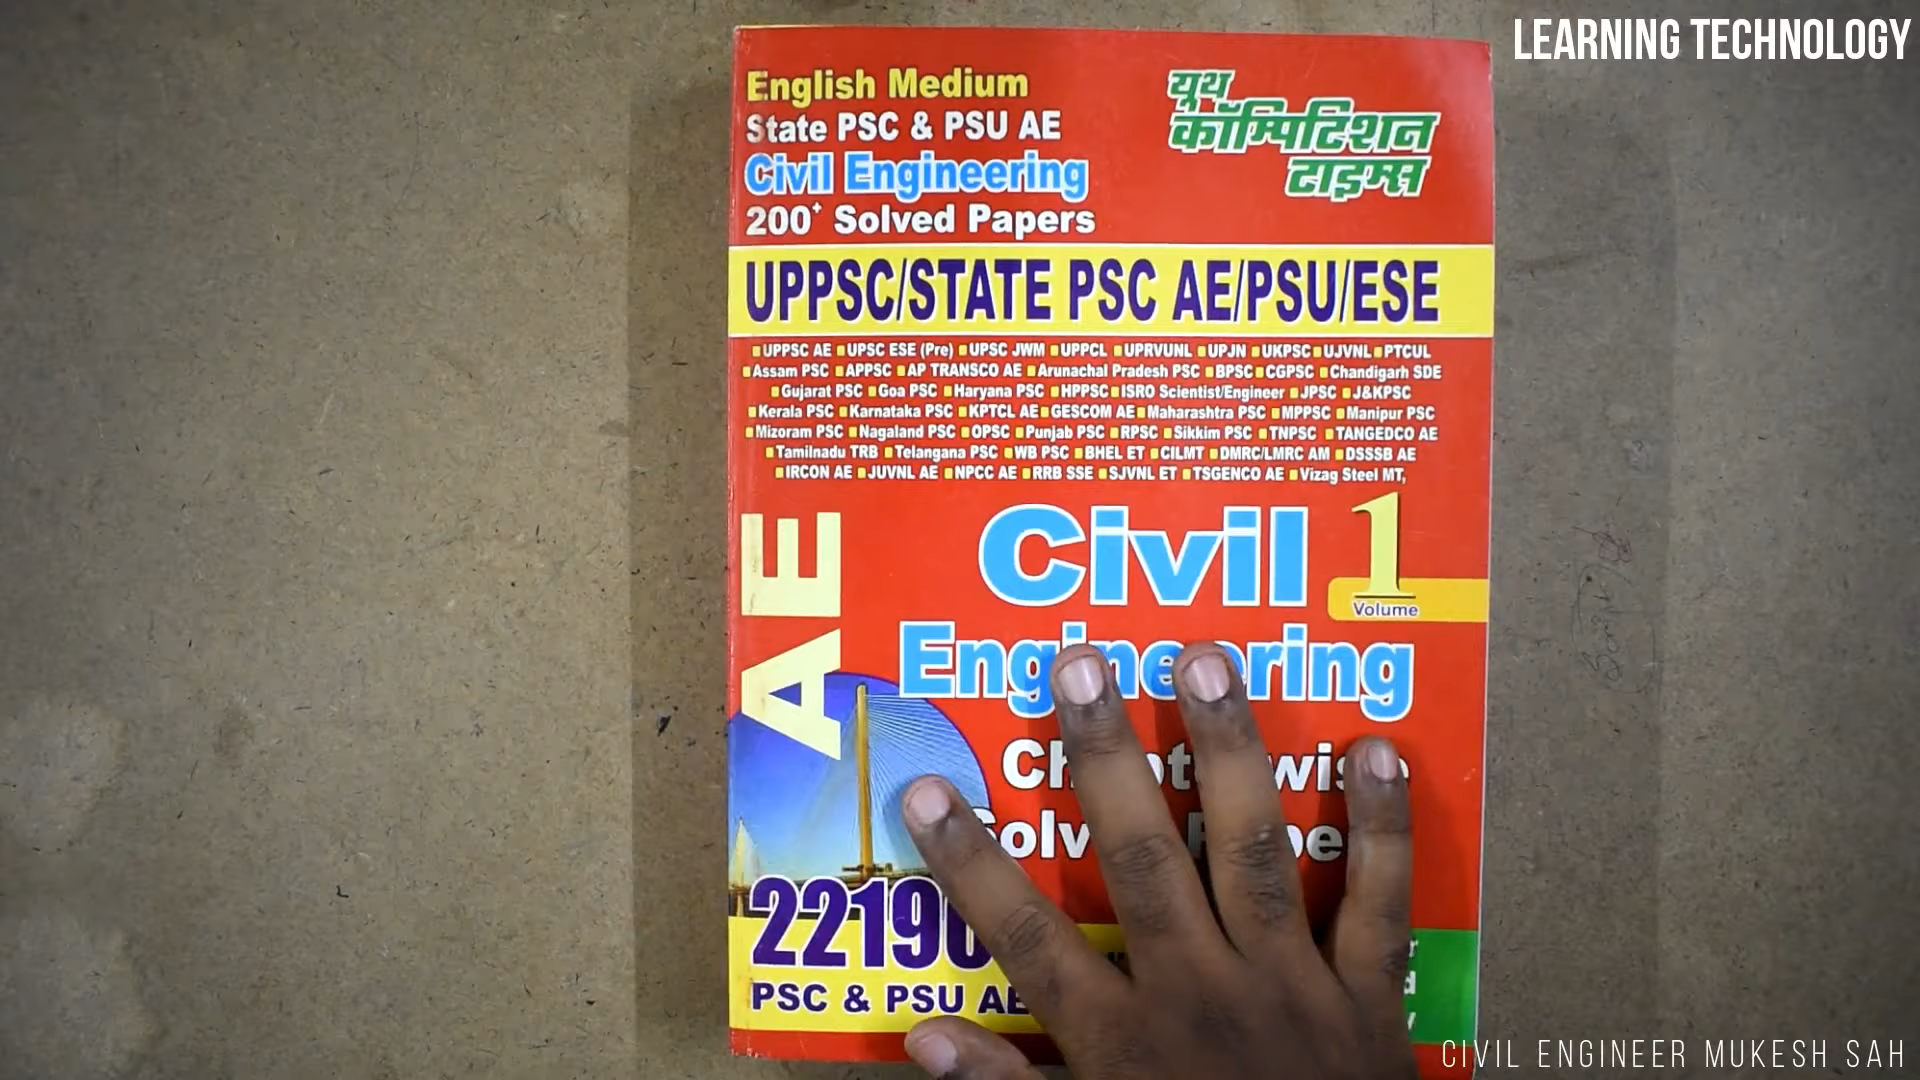 LEARNING TECHNOLOGY
English Medium
State PSC & PSU AE
Civil Engineering
200+ Solved Papers
यूथ
कॉम्पिटिशन
टाइम्स
UPPSC/STATE PSC AE/PSU/ESE
■UPPSC AE ■UPSC ESE (Pre) ■UPSC JWM ■UPPCL ■UPRVUNL ■UPJN ■UKPSC ■UJVNL ■PTCUL
■Assam PSC ■APPSC ■AP TRANSCO AE ■Arunachal Pradesh PSC ■BPSC ■CGPSC ■Chandigarh SDE
■Gujarat PSC ■Goa PSC ■Haryana PSC ■HPPSC ■ISRO Scientist/Engineer ■JPSC ■J&KPSC
■Kerala PSC ■Karnataka PSC ■KPTCL AE ■GESCOM AE ■Maharashtra PSC ■MPPSC ■Manipur PSC
■Mizoram PSC ■Nagaland PSC ■OPSC ■Punjab PSC ■RPSC ■Sikkim PSC ■TNPSC ■TANGEDCO AE
■Tamilnadu TRB ■Telangana PSC ■WB PSC ■BHEL ET ■CILMT ■DMRC/LMRC AM ■DSSSB AE
■IRCON AE ■JUVNL AE ■NPCC AE ■RRB SSE ■SJVNL ET ■TSGENCO AE ■Vizag Steel MT,
AE
Civil
1
Volume
Engineering
PSC & PSU AE
CIVIL ENGINEER MUKESH SAH